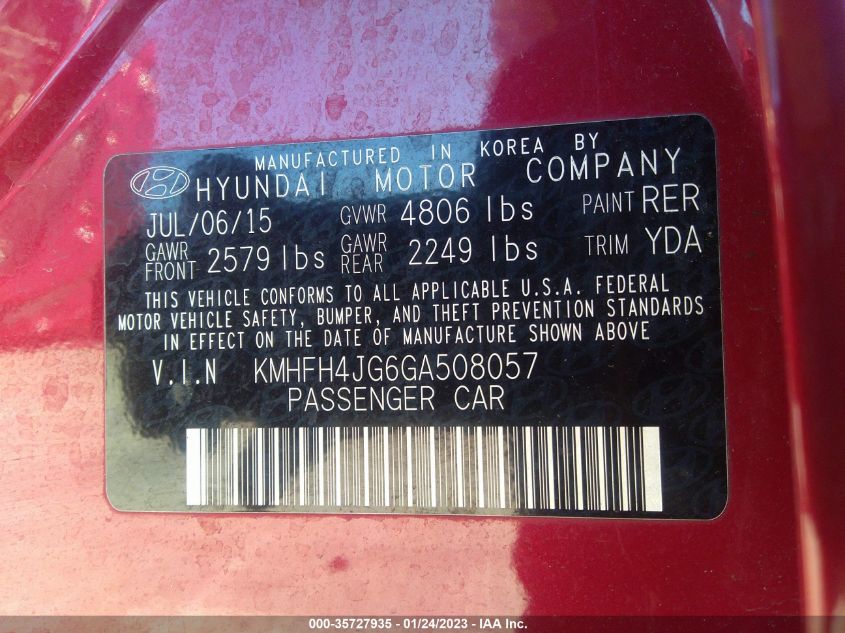 MANUFACTURED IN KOREA BY
HYUNDAI MOTOR COMPANY
JUL/06/15 GVWR 4806 lbs PAINT RER
GAWR FRONT 2579 lbs GAWR REAR 2249 lbs TRIM YDA
THIS VEHICLE CONFORMS TO ALL APPLICABLE U.S.A. FEDERAL
MOTOR VEHICLE SAFETY, BUMPER, AND THEFT PREVENTION STANDARDS
IN EFFECT ON THE DATE OF MANUFACTURE SHOWN ABOVE
V.I.N KMHFH4JG6GA508057
PASSENGER CAR
000-35727935 - 01/24/2023 - IAA Inc.